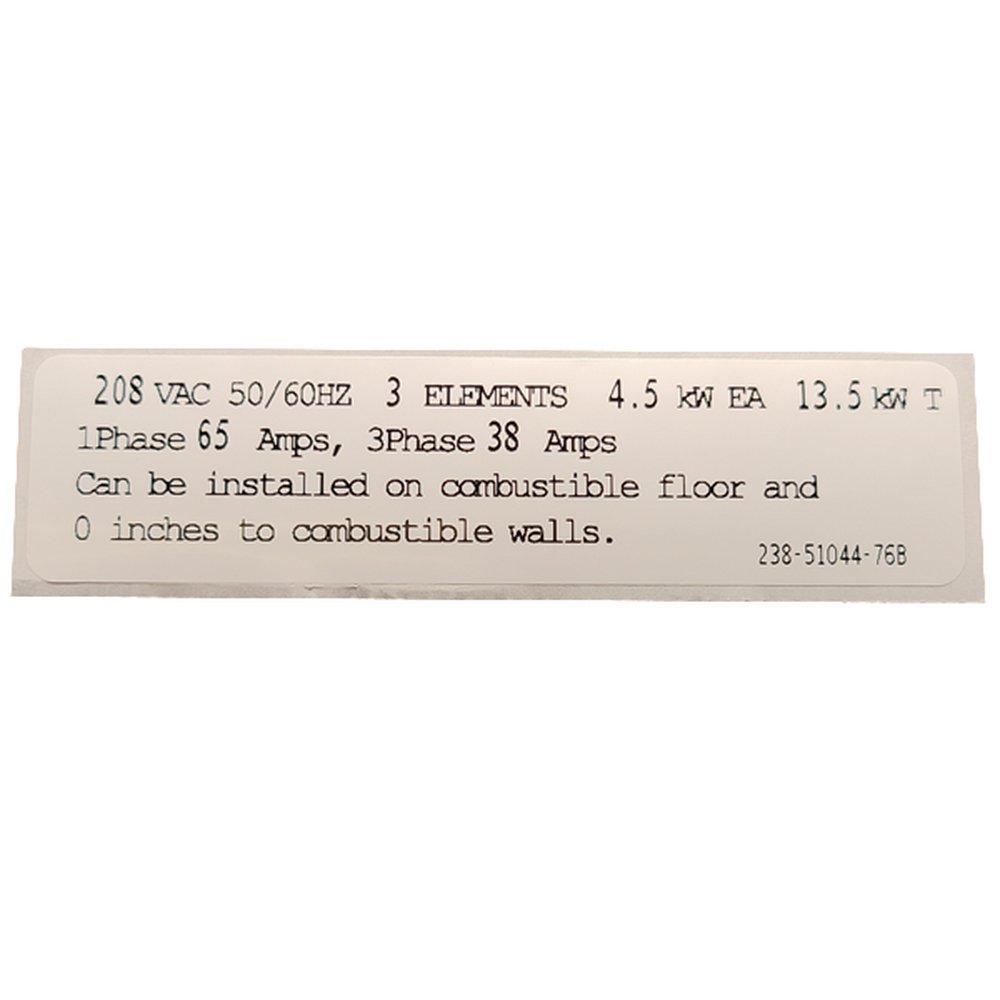 208 VAC 50/60HZ 3 ELEMENTS 4.5 kW EA 13.5 kW T
1Phase 65 Amps, 3Phase 38 Amps
Can be installed on combustible floor and
0 inches to combustible walls.
238-51044-76B